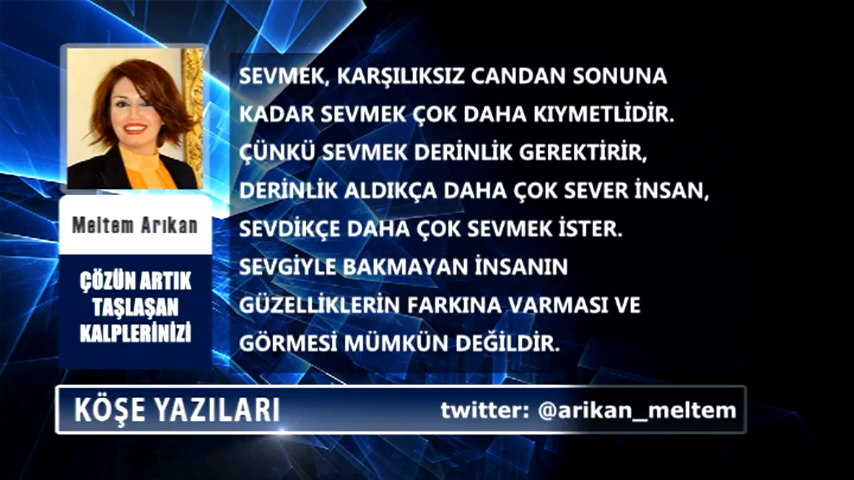 SEVMEK, KARŞILIKSIZ CANDAN SONUNA
KADAR SEVMEK ÇOK DAHA KIYMETLİDİR.
ÇÜNKÜ SEVMEK DERİNLİK GEREKTİRİR,
DERİNLİK ALDIKÇA DAHA ÇOK SEVER İNSAN,
SEVDİKÇE DAHA ÇOK SEVMEK İSTER.
SEVGİYLE BAKMAYAN İNSANIN
GÜZELLİKLERİN FARKINA VARMASI VE
GÖRMESİ MÜMKÜN DEĞİLDİR.
Meltem Arıkan
ÇÖZÜN ARTIK
TAŞLAŞAN
KALPLERİNİZİ
KÖŞE YAZILARI
twitter: @arikan_meltem